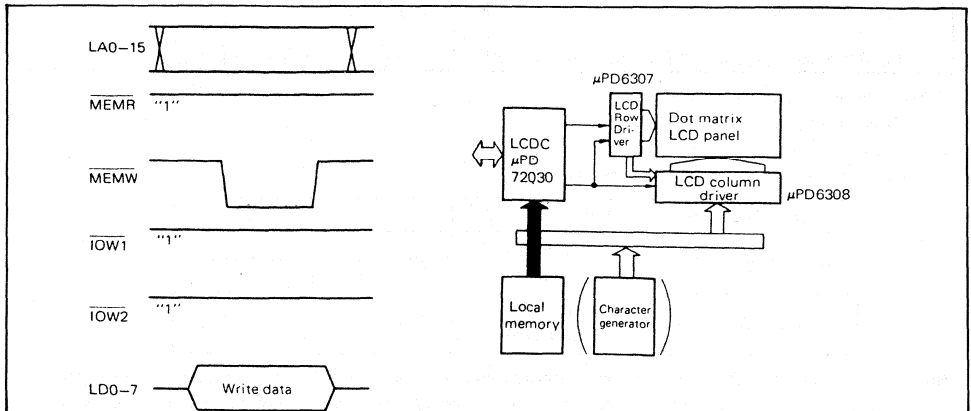 LA0–15
MEMR "1"
MEMW
IOW1 "1"
IOW2 "1"
LD0–7 Write data
μPD6307
LCD
Row
Dri-
ver
Dot matrix
LCD panel
LCDC
μPD
72030
LCD column
driver
μPD6308
Local
memory
Character
generator